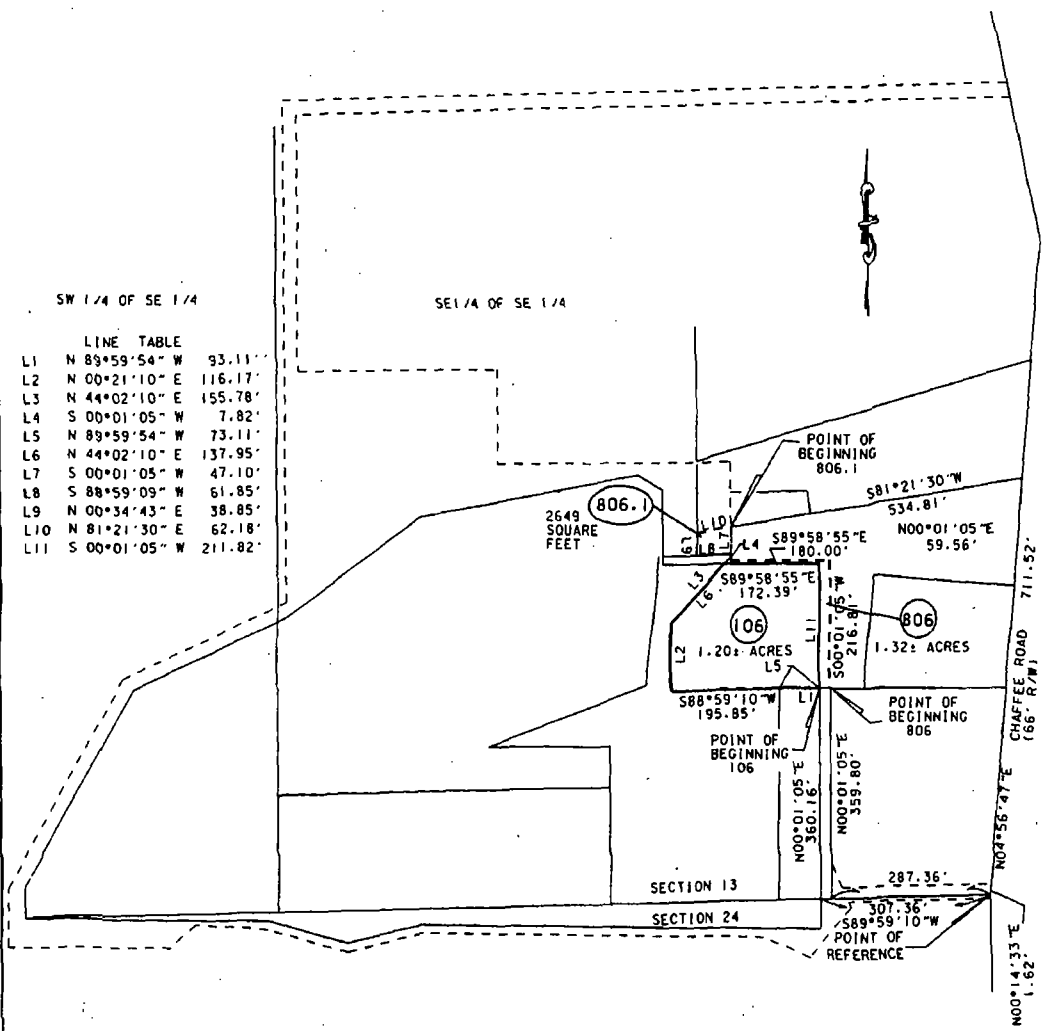 SW 1/4 OF SE 1/4
SE1/4 OF SE 1/4
LINE TABLE
L1 N 89°59'54" W 93.11'
L2 N 00°21'10" E 116.17'
L3 N 44°02'10" E 155.78'
L4 S 00°01'05" W 7.82'
L5 N 89°59'54" W 73.11'
L6 N 44°02'10" E 137.95'
L7 S 00°01'05" W 47.10'
L8 S 88°59'09" W 61.85'
L9 N 00°34'43" E 38.85'
L10 N 81°21'30" E 62.18'
L11 S 00°01'05" W 211.82'
POINT OF
BEGINNING
806.1
S81°21'30"W
534.81'
806.1
2649
SQUARE
FEET
L10
L9
L8
L7
L4
N00°01'05"E
59.56'
S89°58'55"E
180.00'
S89°58'55"E
172.39'
L3
L6
L2
106
1.20± ACRES
L11
S00°01'05"W
216.81'
806
1.32± ACRES
L5
L1
S88°59'10"W
195.85'
POINT OF
BEGINNING
106
POINT OF
BEGINNING
806
N00°01'05"E
360.16'
N00°01'05"E
359.80'
711.52'
CHAFFEE ROAD
(66' R/W)
N04°56'47"E
SECTION 13
SECTION 24
287.36'
307.36'
S89°59'10"W
POINT OF
REFERENCE
N00°14'33"E
1.62'